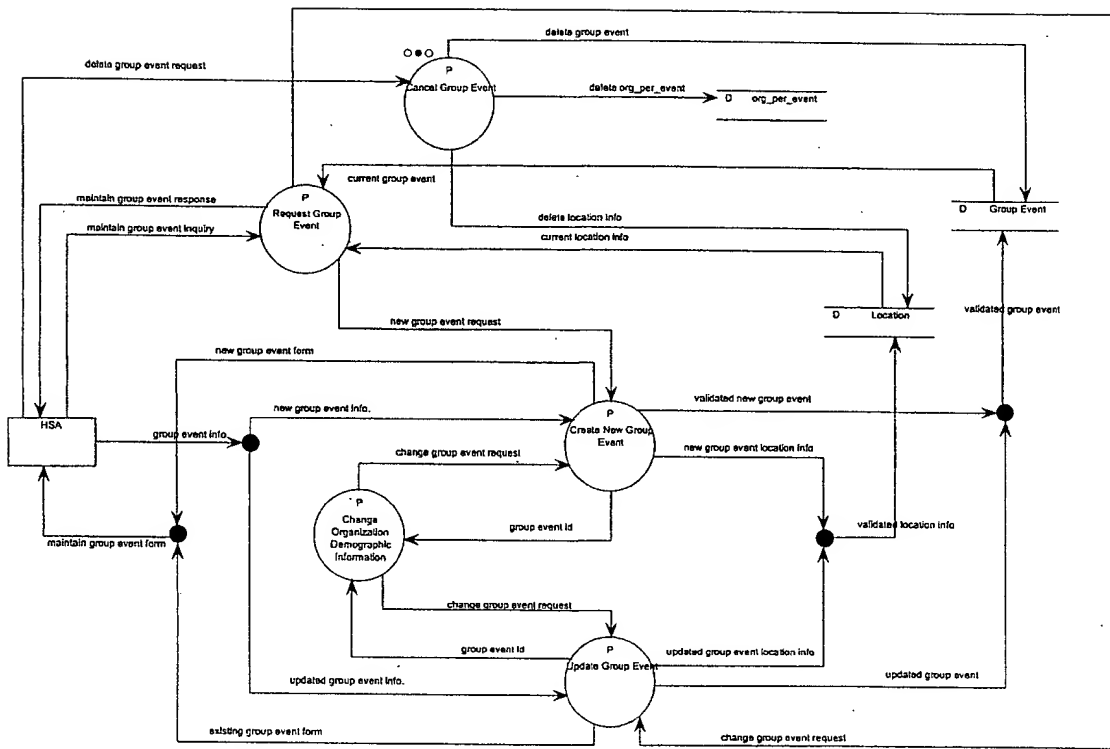 delete group event
delete group event request
P
Cancel Group Event
delete org_per_event
D org_per_event
current group event
P
Request Group
Event
maintain group event response
D Group Event
delete location info
maintain group event inquiry
current location info
validated group event
D Location
new group event request
new group event form
new group event info.
validated new group event
P
Create New Group
Event
HSA
group event info
new group event location info
change group event request
P
Change
Organization
Demographic
Information
group event id
validated location info
maintain group event form
change group event request
P
Update Group Event
group event id
updated group event location info
updated group event info.
updated group event
existing group event form
change group event request